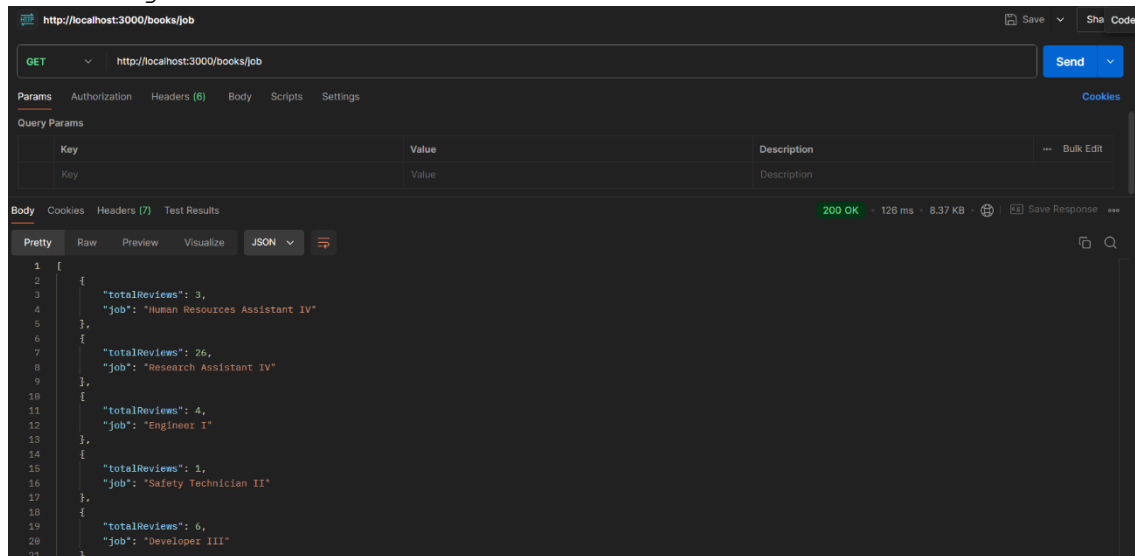 http://localhost:3000/books/job Save Sha Code
GET http://localhost:3000/books/job Send
Params Authorization Headers (6) Body Scripts Settings Cookies
Query Params
Key Value Description Bulk Edit
Key Value Description
Body Cookies Headers (7) Test Results 200 OK 126 ms 8.37 KB Save Response
Pretty Raw Preview Visualize JSON
1 [
2 {
3 "totalReviews": 3,
4 "job": "Human Resources Assistant IV"
5 },
6 {
7 "totalReviews": 26,
8 "job": "Research Assistant IV"
9 },
10 {
11 "totalReviews": 4,
12 "job": "Engineer I"
13 },
14 {
15 "totalReviews": 1,
16 "job": "Safety Technician II"
17 },
18 {
19 "totalReviews": 6,
20 "job": "Developer III"
21 }